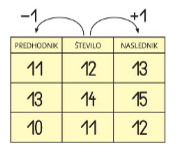 −1 +1
PREDHODNIK ŠTEVILO NASLEDNIK
11 12 13
13 14 15
10 11 12